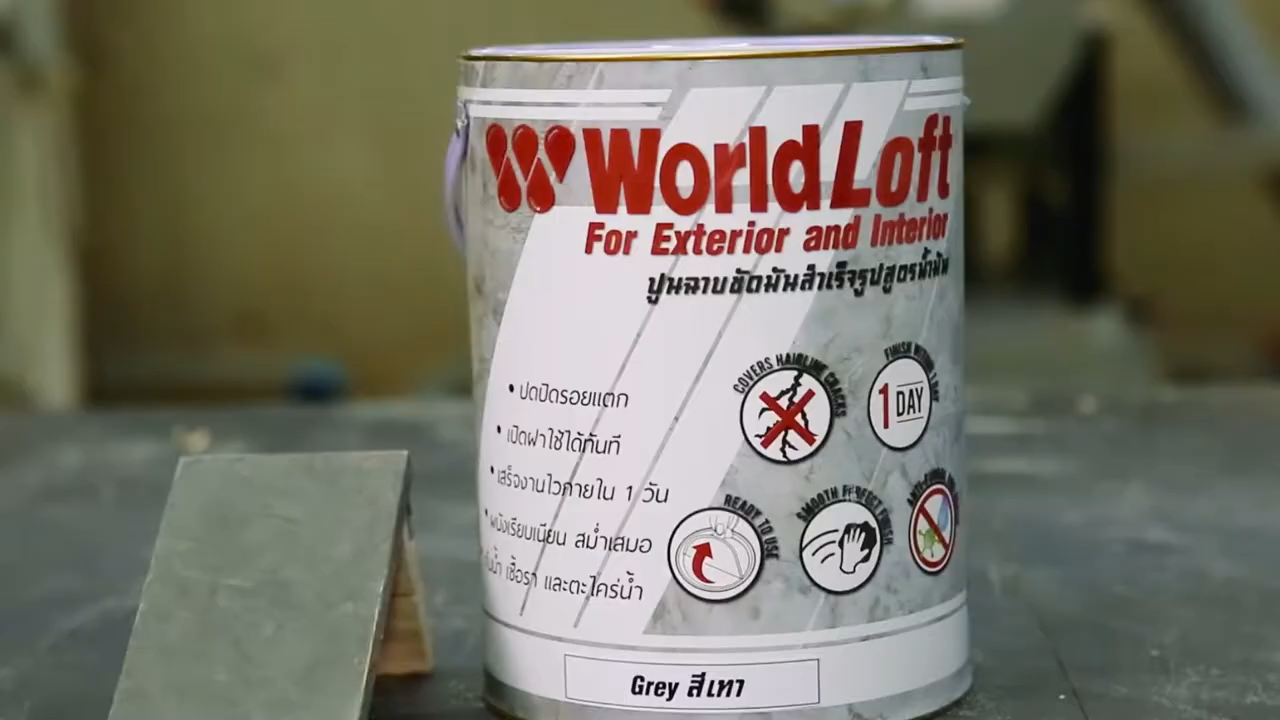 World Loft
For Exterior and Interior
ปูนฉาบขัดมันสำเร็จรูปสูตรน้ำมัน
• ปกปิดรอยแตก
• เปิดฝาใช้ได้ทันที
• เสร็จงานไวภายใน 1 วัน
• ผนังเรียบเนียน สม่ำเสมอ
เชื้อรา และตะไคร่น้ำ
COVERS HAIRLINE CRACKS
FINISH WITHIN 1 DAY
1 DAY
READY TO USE
SMOOTH PERFECT FINISH
Grey สีเทา